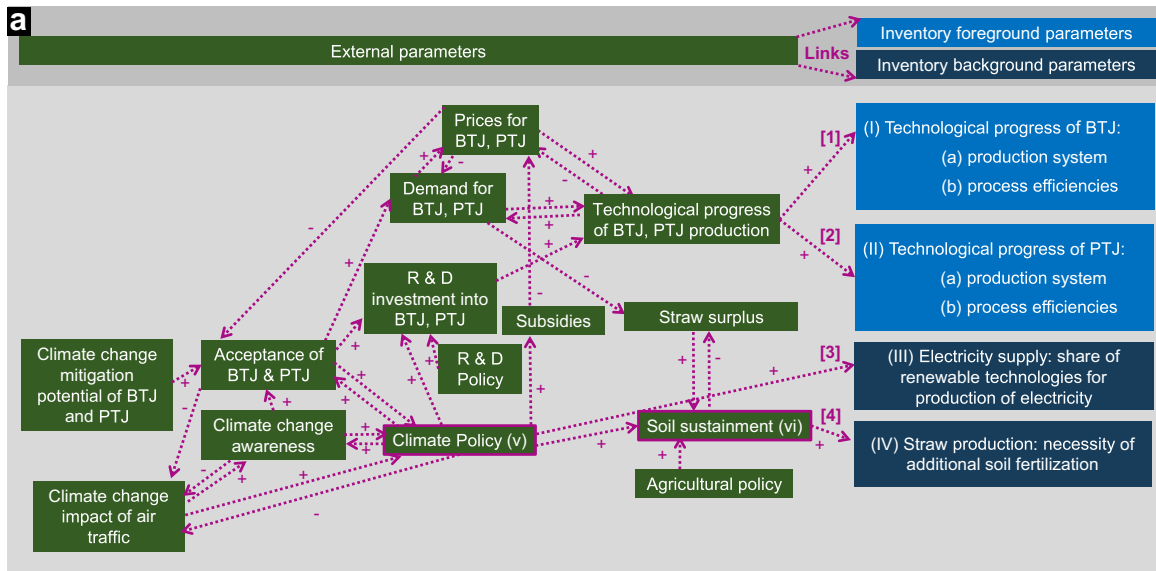 a
External parameters
Links
Inventory foreground parameters
Inventory background parameters
Prices for
BTJ, PTJ
+
-
+
-
Demand for
BTJ, PTJ
+
+
+
Technological progress
of BTJ, PTJ production
[1]
+
(I) Technological progress of BTJ:
(a) production system
(b) process efficiencies
[2]
+
(II) Technological progress of PTJ:
(a) production system
(b) process efficiencies
-
+
-
-
R & D
investment into
BTJ, PTJ
Subsidies
Straw surplus
Climate change
mitigation
potential of BTJ
and PTJ
+
-
Acceptance of
BTJ & PTJ
+
+
+
+
+
R & D
Policy
+
+
-
[3]
+
(III) Electricity supply: share of
renewable technologies for
production of electricity
+
Climate change
awareness
+
+
Climate Policy (v)
+
Soil sustainment (vi)
[4]
+
(IV) Straw production: necessity of
additional soil fertilization
-
+
+
-
+
Agricultural policy
Climate change
impact of air
traffic